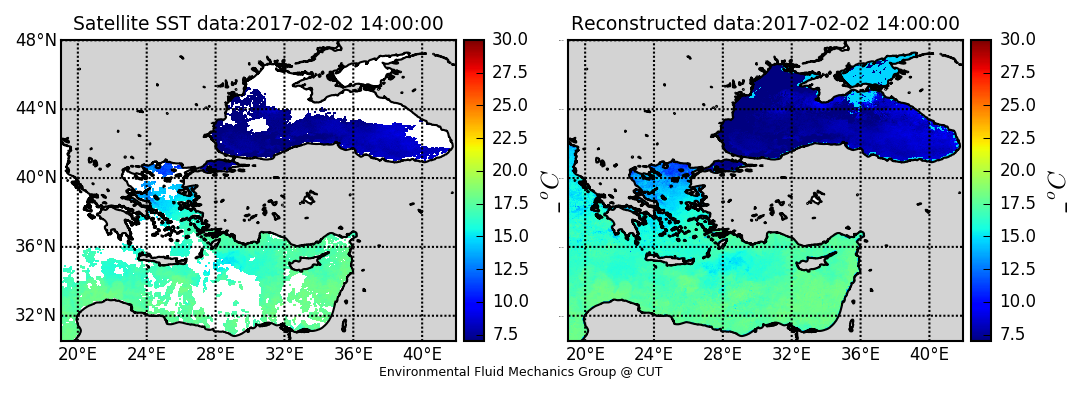 Satellite SST data:2017-02-02 14:00:00
48°N
44°N
40°N
36°N
32°N
20°E 24°E 28°E 32°E 36°E 40°E
30.0
27.5
25.0
22.5
20.0
17.5
15.0
12.5
10.0
7.5
_°C
Reconstructed data:2017-02-02 14:00:00
20°E 24°E 28°E 32°E 36°E 40°E
30.0
27.5
25.0
22.5
20.0
17.5
15.0
12.5
10.0
7.5
_°C
Environmental Fluid Mechanics Group @ CUT